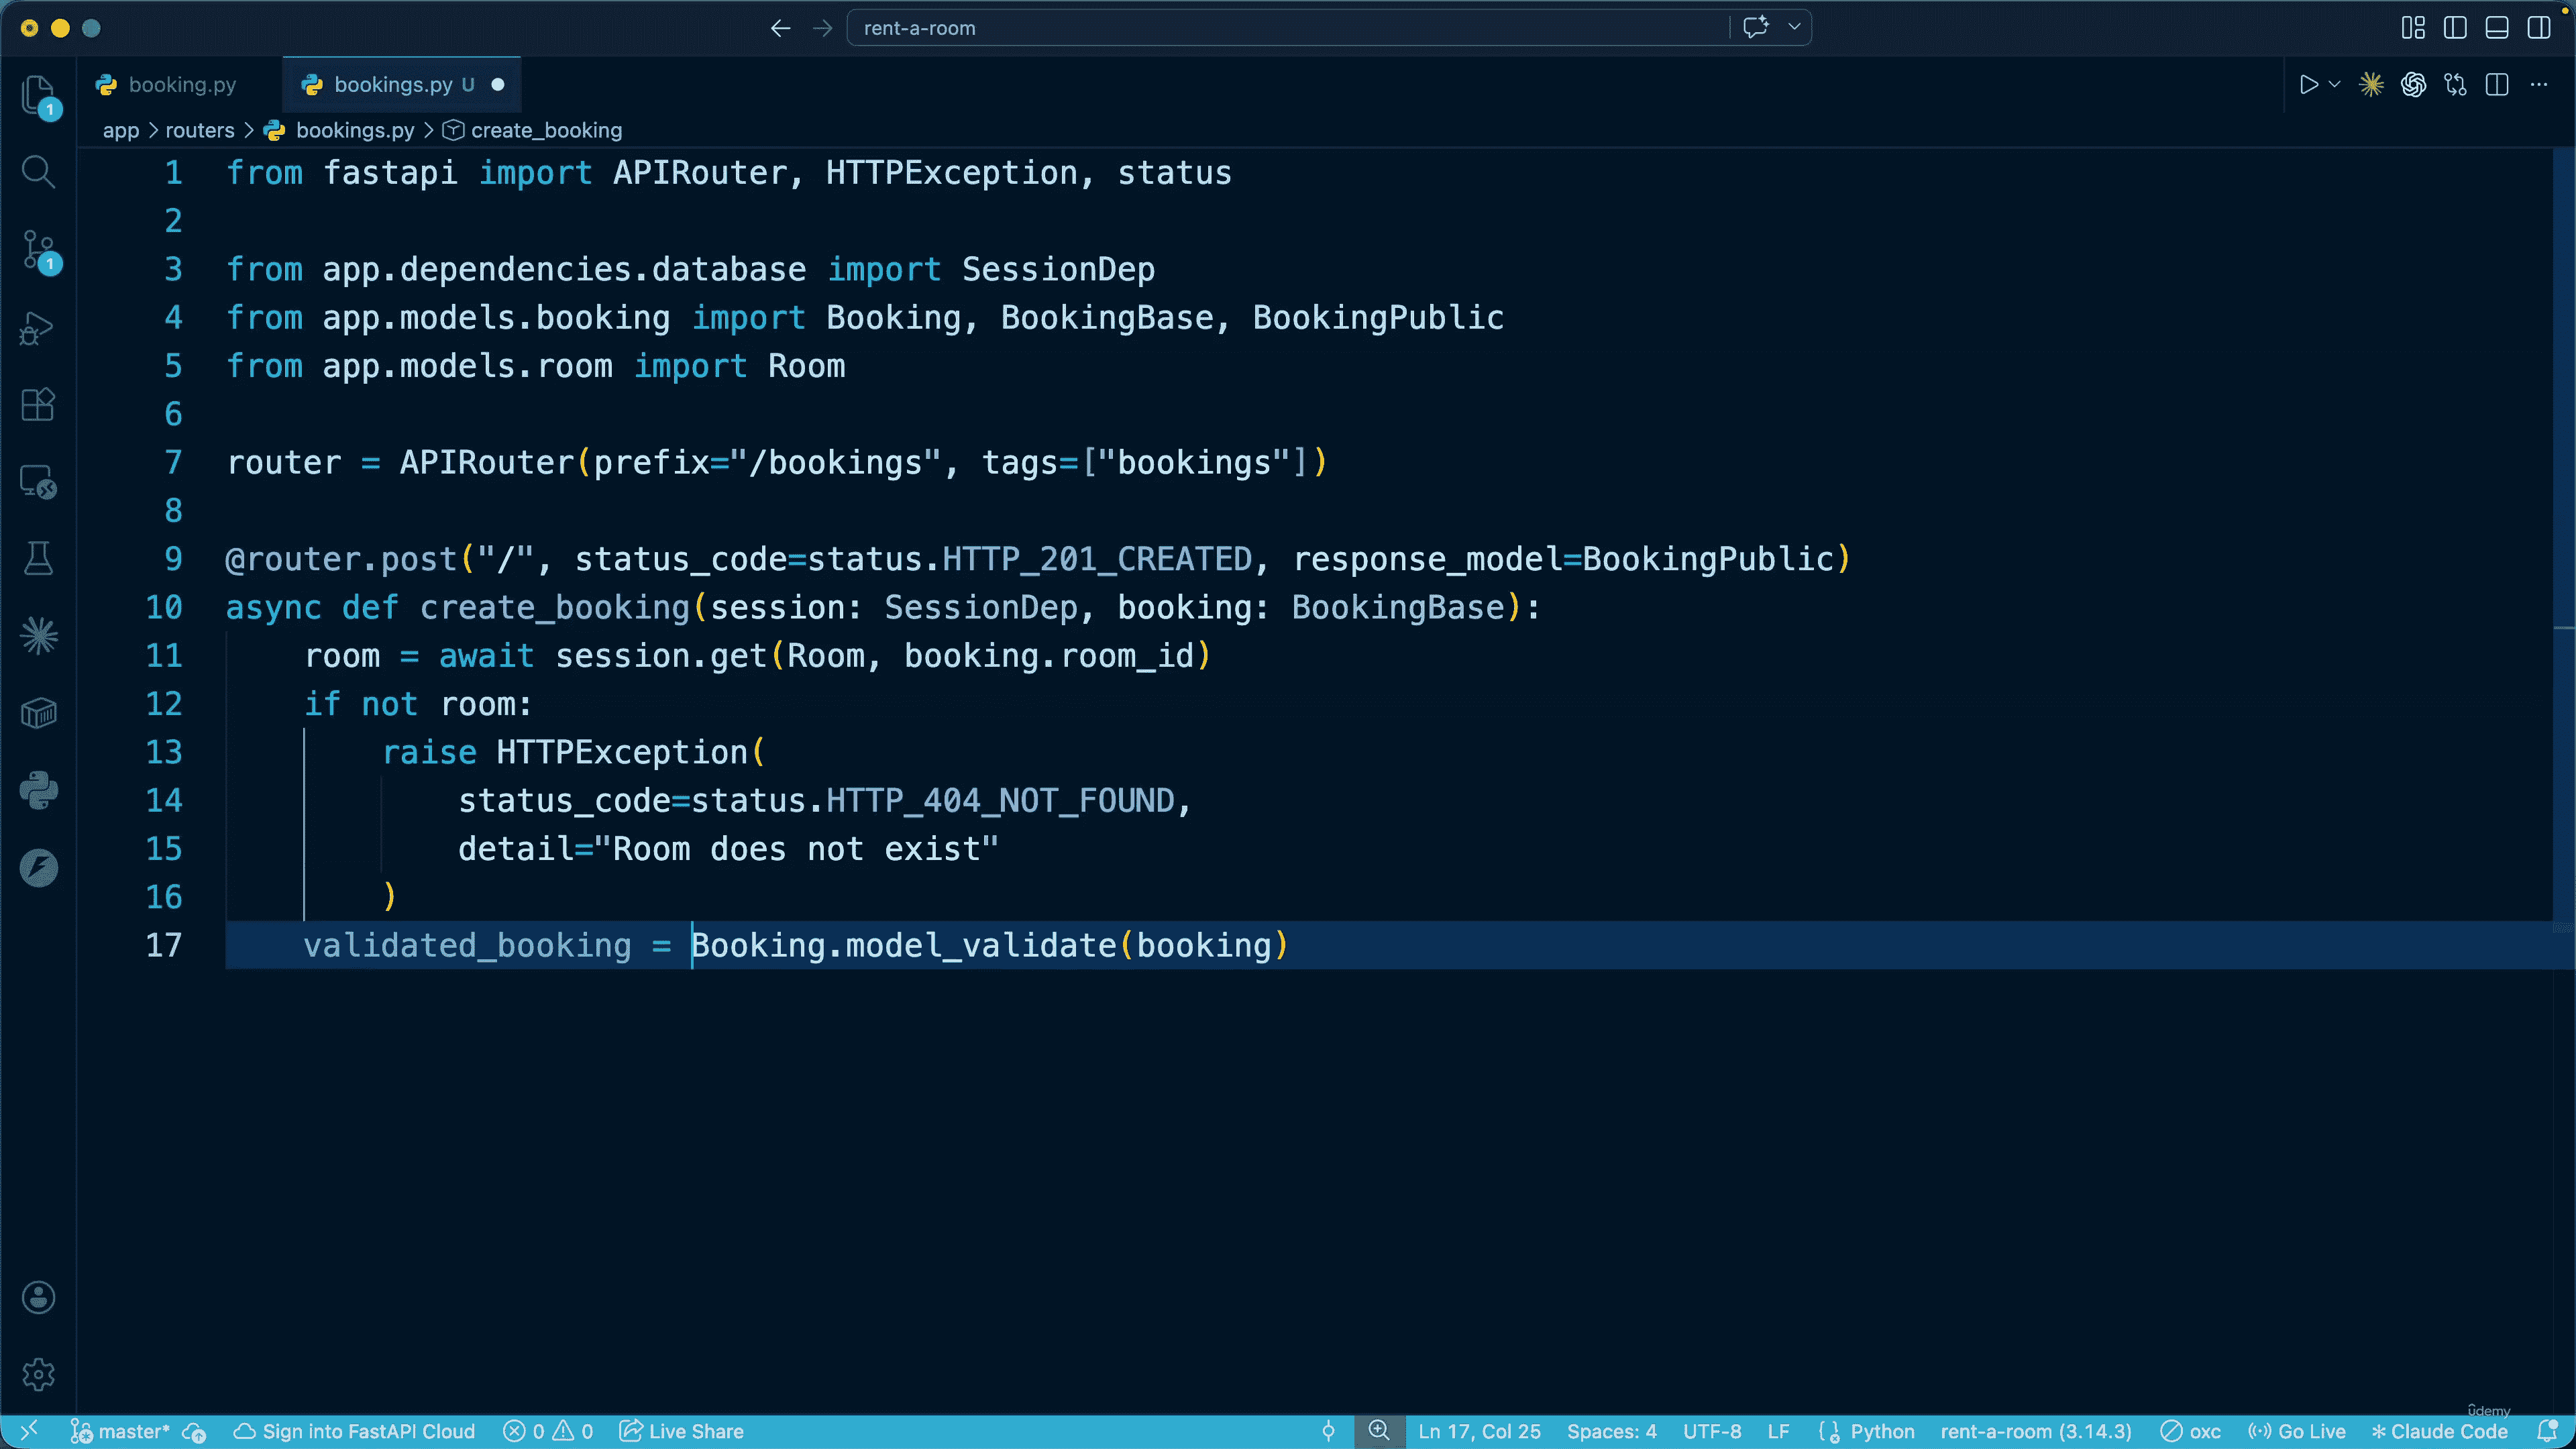 rent-a-room
booking.py
bookings.py U
app > routers > bookings.py > create_booking
1 from fastapi import APIRouter, HTTPException, status
2
3 from app.dependencies.database import SessionDep
4 from app.models.booking import Booking, BookingBase, BookingPublic
5 from app.models.room import Room
6
7 router = APIRouter(prefix="/bookings", tags=["bookings"])
8
9 @router.post("/", status_code=status.HTTP_201_CREATED, response_model=BookingPublic)
10 async def create_booking(session: SessionDep, booking: BookingBase):
11     room = await session.get(Room, booking.room_id)
12     if not room:
13         raise HTTPException(
14             status_code=status.HTTP_404_NOT_FOUND,
15             detail="Room does not exist"
16         )
17     validated_booking = Booking.model_validate(booking)
1
1
udemy
master* Sign into FastAPI Cloud 0 0 Live Share Ln 17, Col 25 Spaces: 4 UTF-8 LF Python rent-a-room (3.14.3) oxc Go Live Claude Code